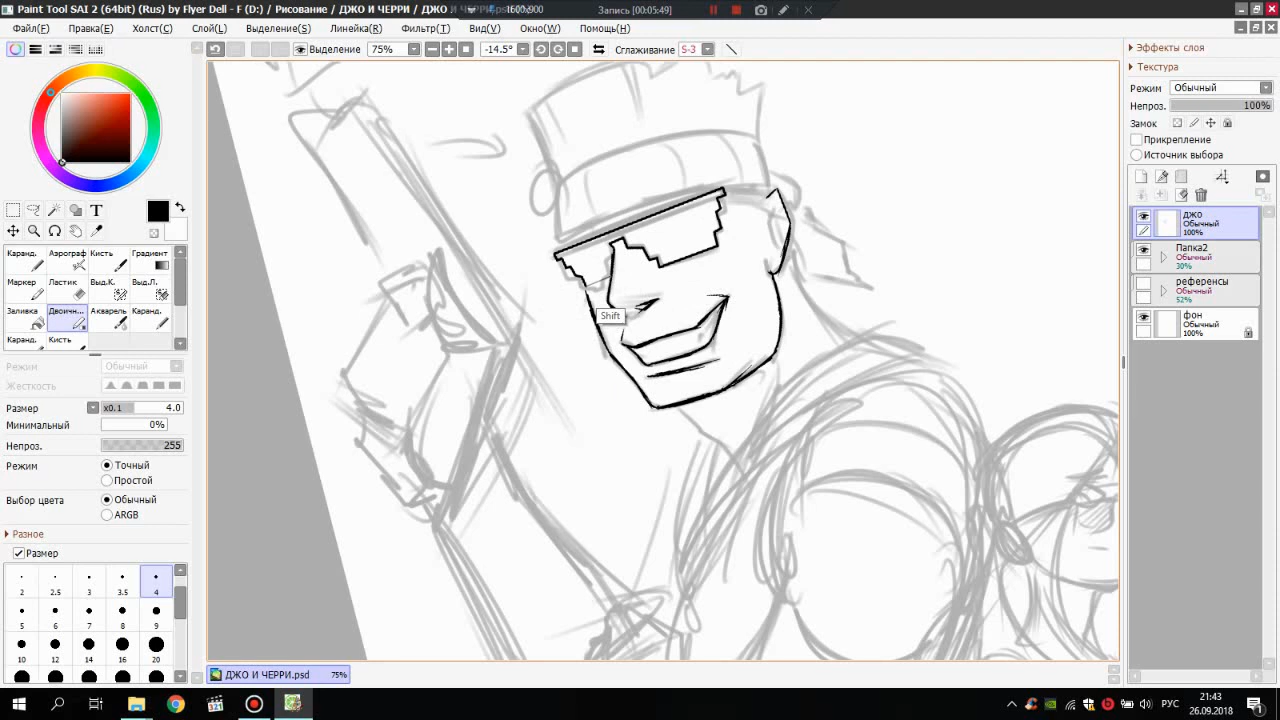 Paint Tool SAI 2 (64bit) (Rus) by Flyer Dell - F (D:) / Рисование / ДЖО И ЧЕРРИ / ДЖО
1600x900
Запись [00:05:49]
Файл(F) Правка(E) Холст(C) Слой(L) Выделение(S) Линейка(R) Фильтр(T) Вид(V) Окно(W) Помощь(H)
Выделение 75% -14.5° Сглаживание S-3
Эффекты слоя
Текстура
Режим Обычный
Непроз. 100%
Замок
Прикрепление
Источник выбора
джо
Обычный
100%
Папка2
Обычный
30%
референсы
Обычный
52%
фон
Обычный
100%
T
Каранд. Аэрограф Кисть Градиент
Маркер Ластик Выд.К. Выд.Л.
Заливка Двоичн... Акварель Каранд.
Каранд. Кисть
Режим Обычный
Жесткость
Размер x0.1 4.0
Минимальный 0%
Непроз. 255
Режим Точный
Простой
Выбор цвета Обычный
ARGB
Разное
Размер
2 2.5 3 3.5 4
5 6 7 8 9
10 12 14 16 20
Shift
ДЖО И ЧЕРРИ.psd 75%
321
РУС
21:43
26.09.2018
1